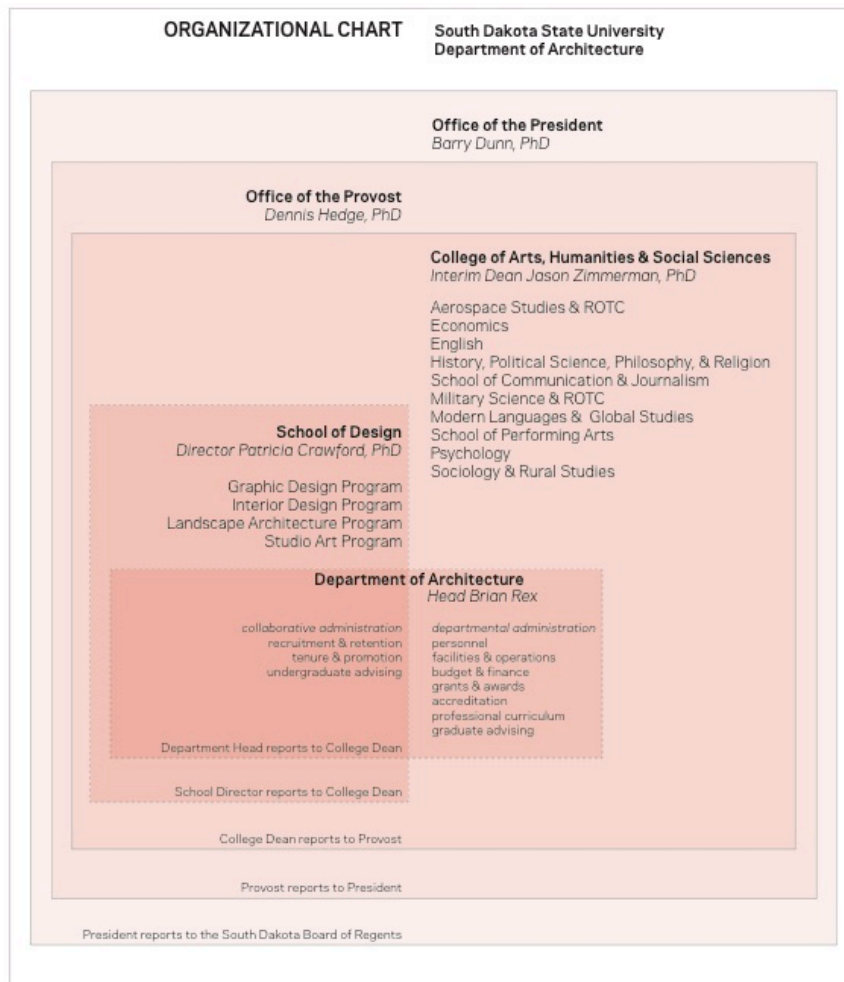 ORGANIZATIONAL CHART
South Dakota State University
Department of Architecture
Office of the President
Barry Dunn, PhD
Office of the Provost
Dennis Hedge, PhD
College of Arts, Humanities & Social Sciences
Interim Dean Jason Zimmerman, PhD
Aerospace Studies & ROTC
Economics
English
History, Political Science, Philosophy, & Religion
School of Communication & Journalism
Military Science & ROTC
Modern Languages & Global Studies
School of Performing Arts
Psychology
Sociology & Rural Studies
School of Design
Director Patricia Crawford, PhD
Graphic Design Program
Interior Design Program
Landscape Architecture Program
Studio Art Program
Department of Architecture
Head Brian Rex
collaborative administration
recruitment & retention
tenure & promotion
undergraduate advising
departmental administration
personnel
facilities & operations
budget & finance
grants & awards
accreditation
professional curriculum
graduate advising
Department Head reports to College Dean
School Director reports to College Dean
College Dean reports to Provost
Provost reports to President
President reports to the South Dakota Board of Regents